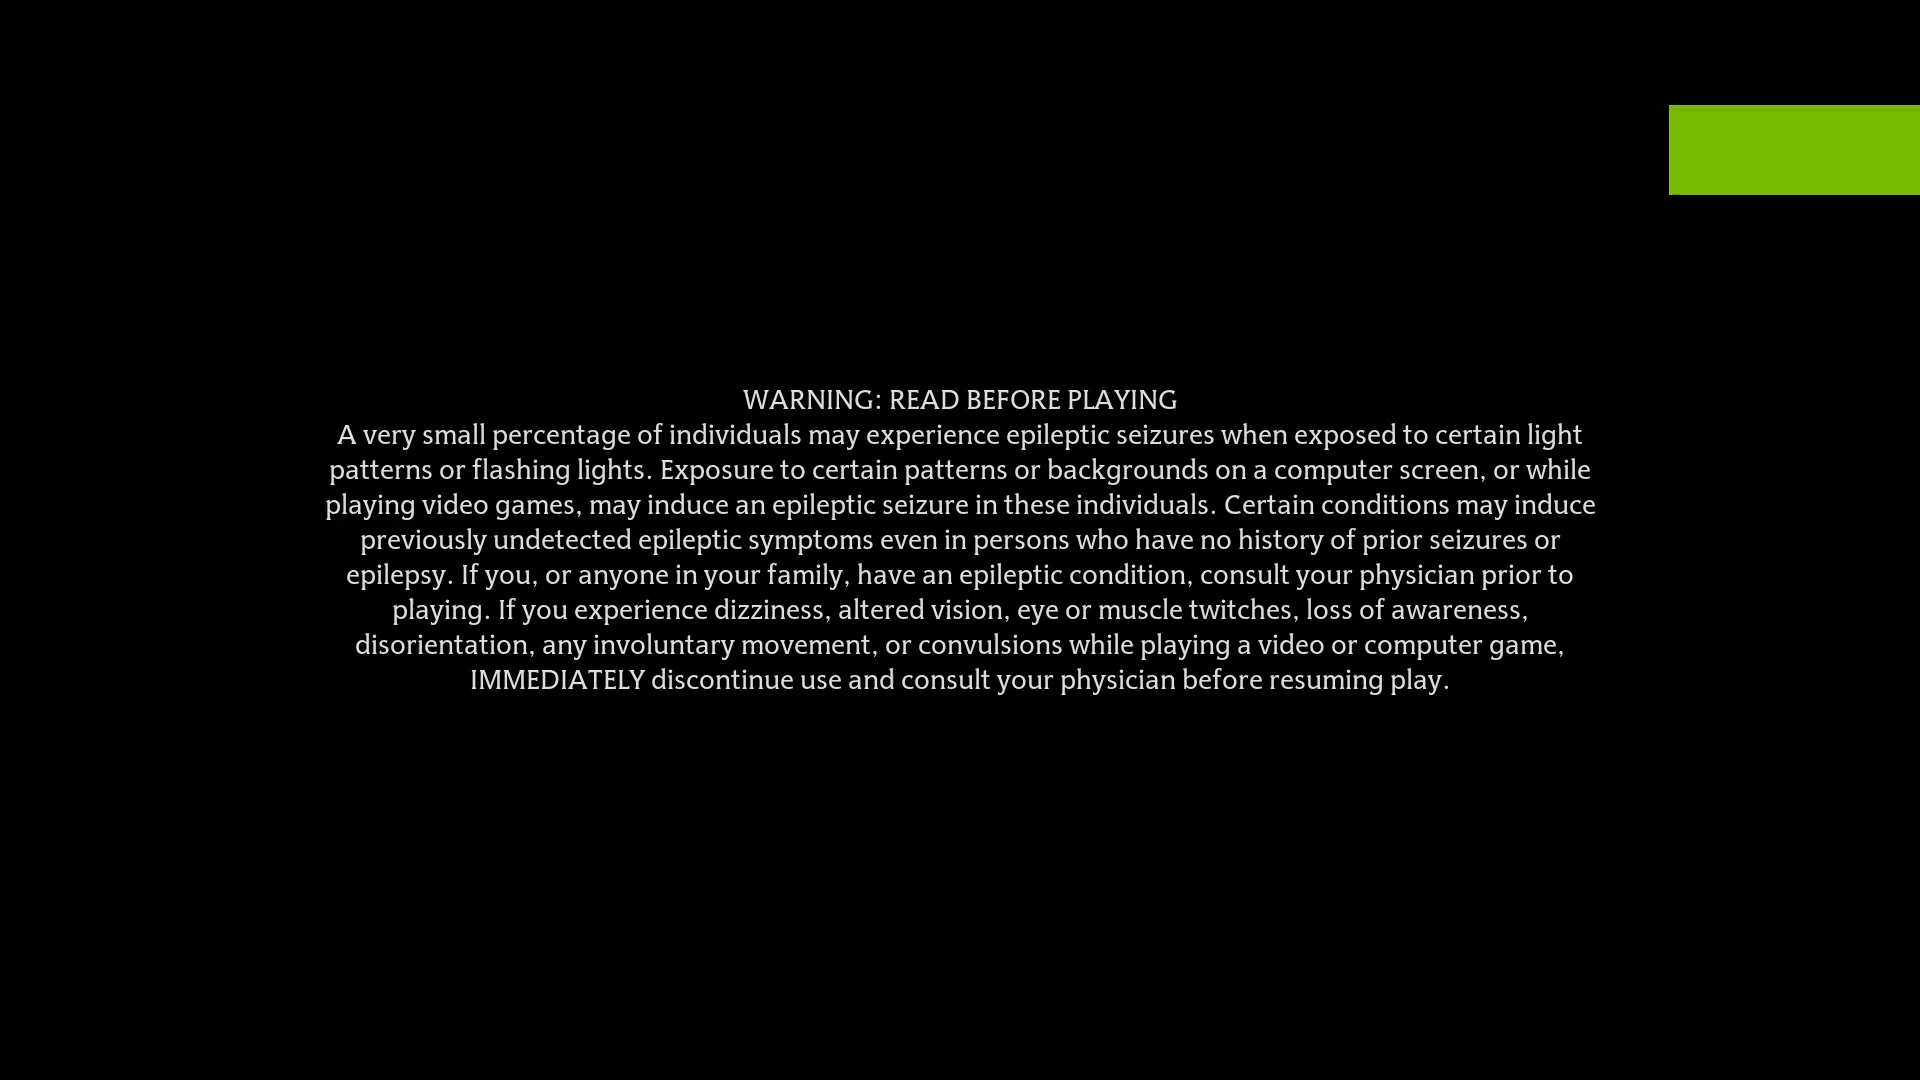 WARNING: READ BEFORE PLAYING
A very small percentage of individuals may experience epileptic seizures when exposed to certain light
patterns or flashing lights. Exposure to certain patterns or backgrounds on a computer screen, or while
playing video games, may induce an epileptic seizure in these individuals. Certain conditions may induce
previously undetected epileptic symptoms even in persons who have no history of prior seizures or
epilepsy. If you, or anyone in your family, have an epileptic condition, consult your physician prior to
playing. If you experience dizziness, altered vision, eye or muscle twitches, loss of awareness,
disorientation, any involuntary movement, or convulsions while playing a video or computer game,
IMMEDIATELY discontinue use and consult your physician before resuming play.